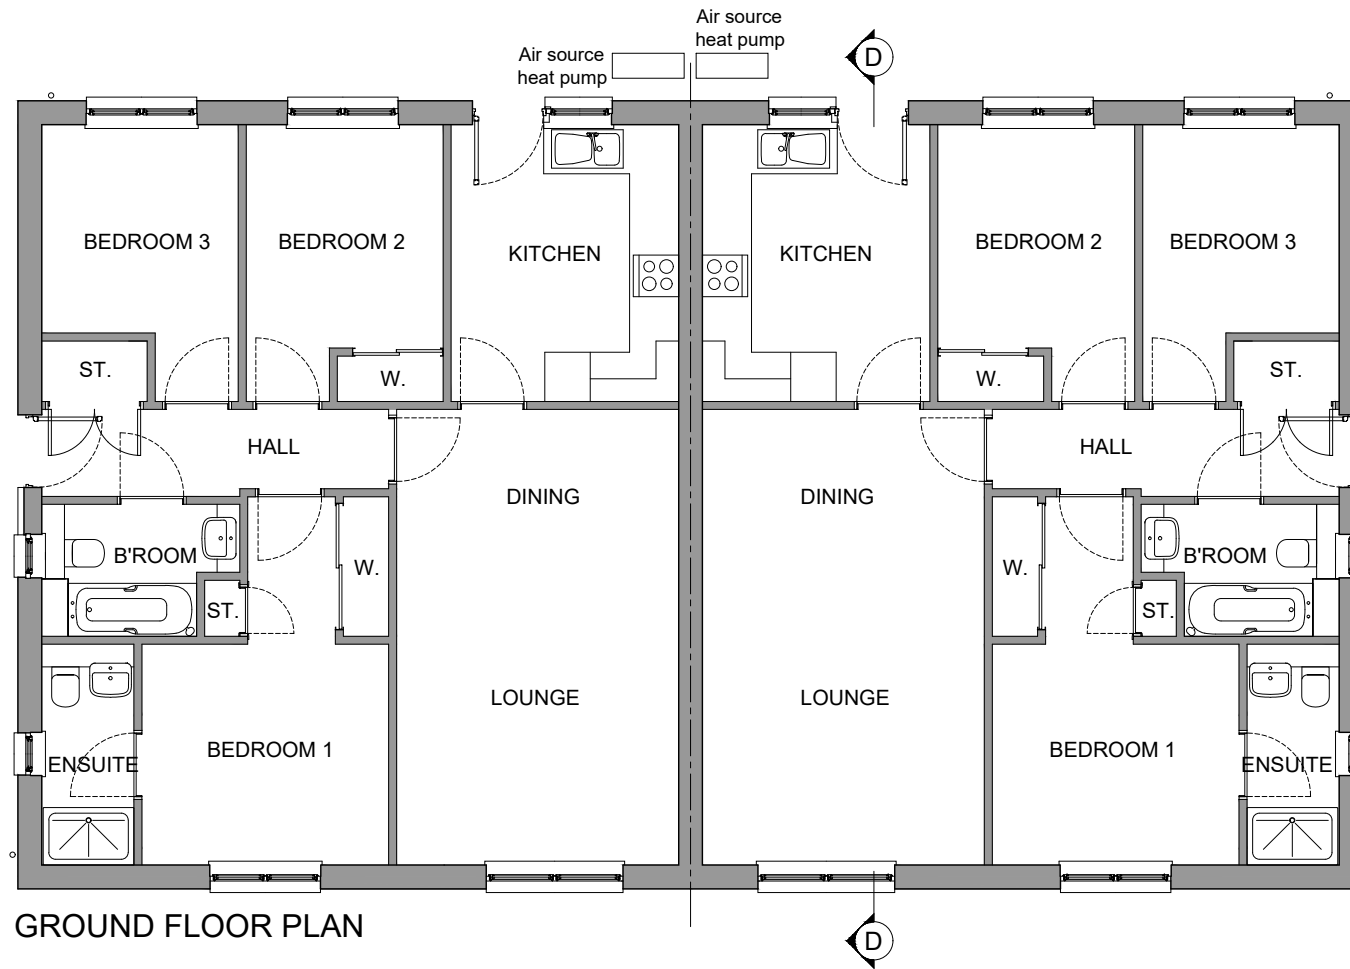 Air source
heat pump
Air source
heat pump
D
BEDROOM 3
BEDROOM 2
KITCHEN
KITCHEN
BEDROOM 2
BEDROOM 3
ST.
W.
W.
ST.
HALL
HALL
DINING
DINING
B'ROOM
W.
W.
B'ROOM
ST.
ST.
LOUNGE
LOUNGE
BEDROOM 1
BEDROOM 1
ENSUITE
ENSUITE
GROUND FLOOR PLAN
D